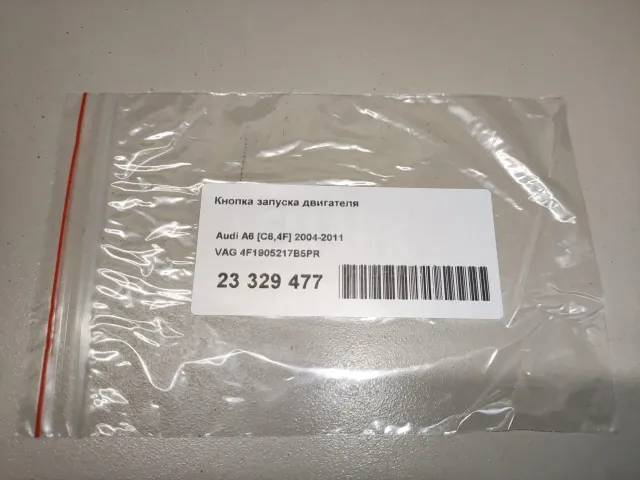 Кнопка запуска двигателя
Audi A6 [C6,4F] 2004-2011
VAG 4F1905217B5PR
23 329 477